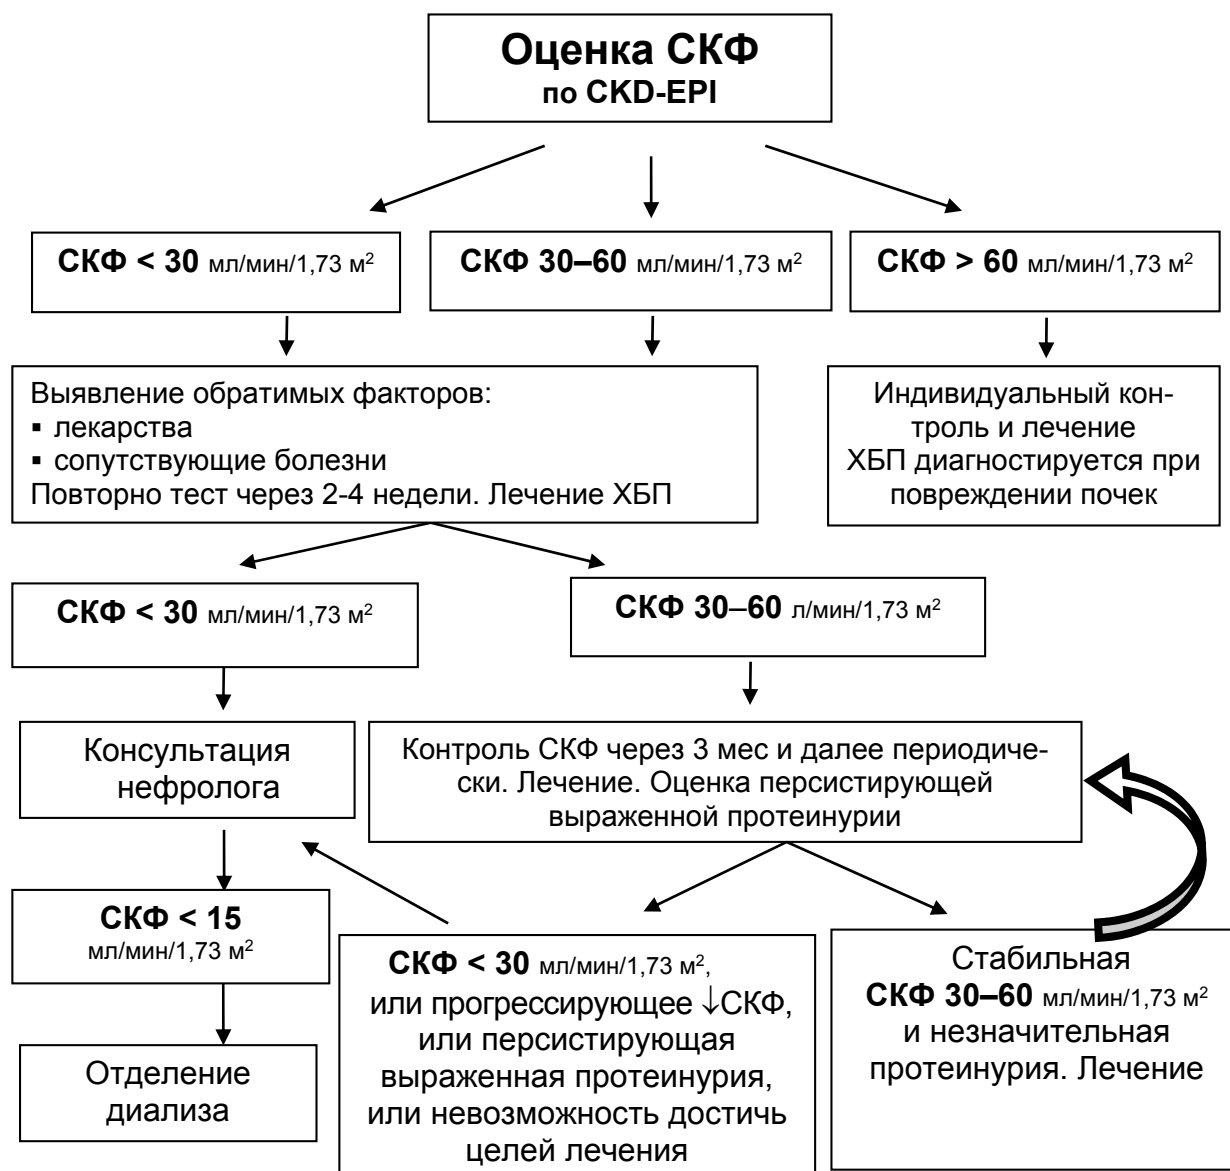 Оценка СКФ
по CKD-EPI
СКФ < 30 мл/мин/1,73 м²
СКФ 30–60 мл/мин/1,73 м²
СКФ > 60 мл/мин/1,73 м²
Выявление обратимых факторов:
▪ лекарства
▪ сопутствующие болезни
Повторно тест через 2-4 недели. Лечение ХБП
Индивидуальный кон-
троль и лечение
ХБП диагностируется при
повреждении почек
СКФ < 30 мл/мин/1,73 м²
СКФ 30–60 л/мин/1,73 м²
Консультация
нефролога
Контроль СКФ через 3 мес и далее периодиче-
ски. Лечение. Оценка персистирующей
выраженной протеинурии
СКФ < 15
мл/мин/1,73 м²
Отделение
диализа
СКФ < 30 мл/мин/1,73 м²,
или прогрессирующее ↓СКФ,
или персистирующая
выраженная протеинурия,
или невозможность достичь
целей лечения
Стабильная
СКФ 30–60 мл/мин/1,73 м²
и незначительная
протеинурия. Лечение